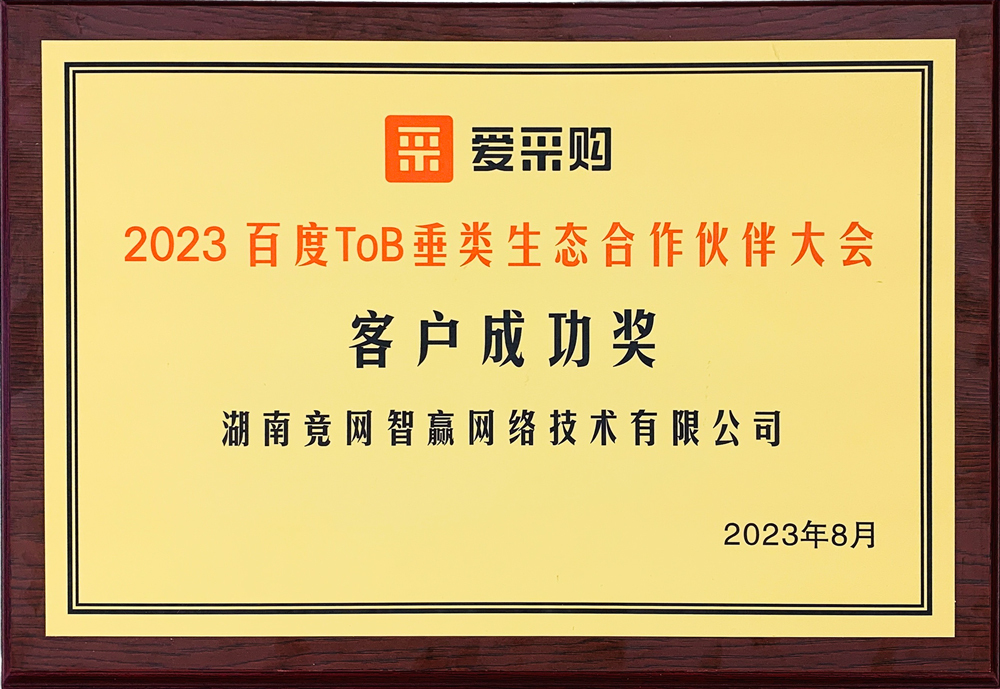 采 爱采购
2023 百度ToB垂类生态合作伙伴大会
客户成功奖
湖南竞网智赢网络技术有限公司
2023年8月